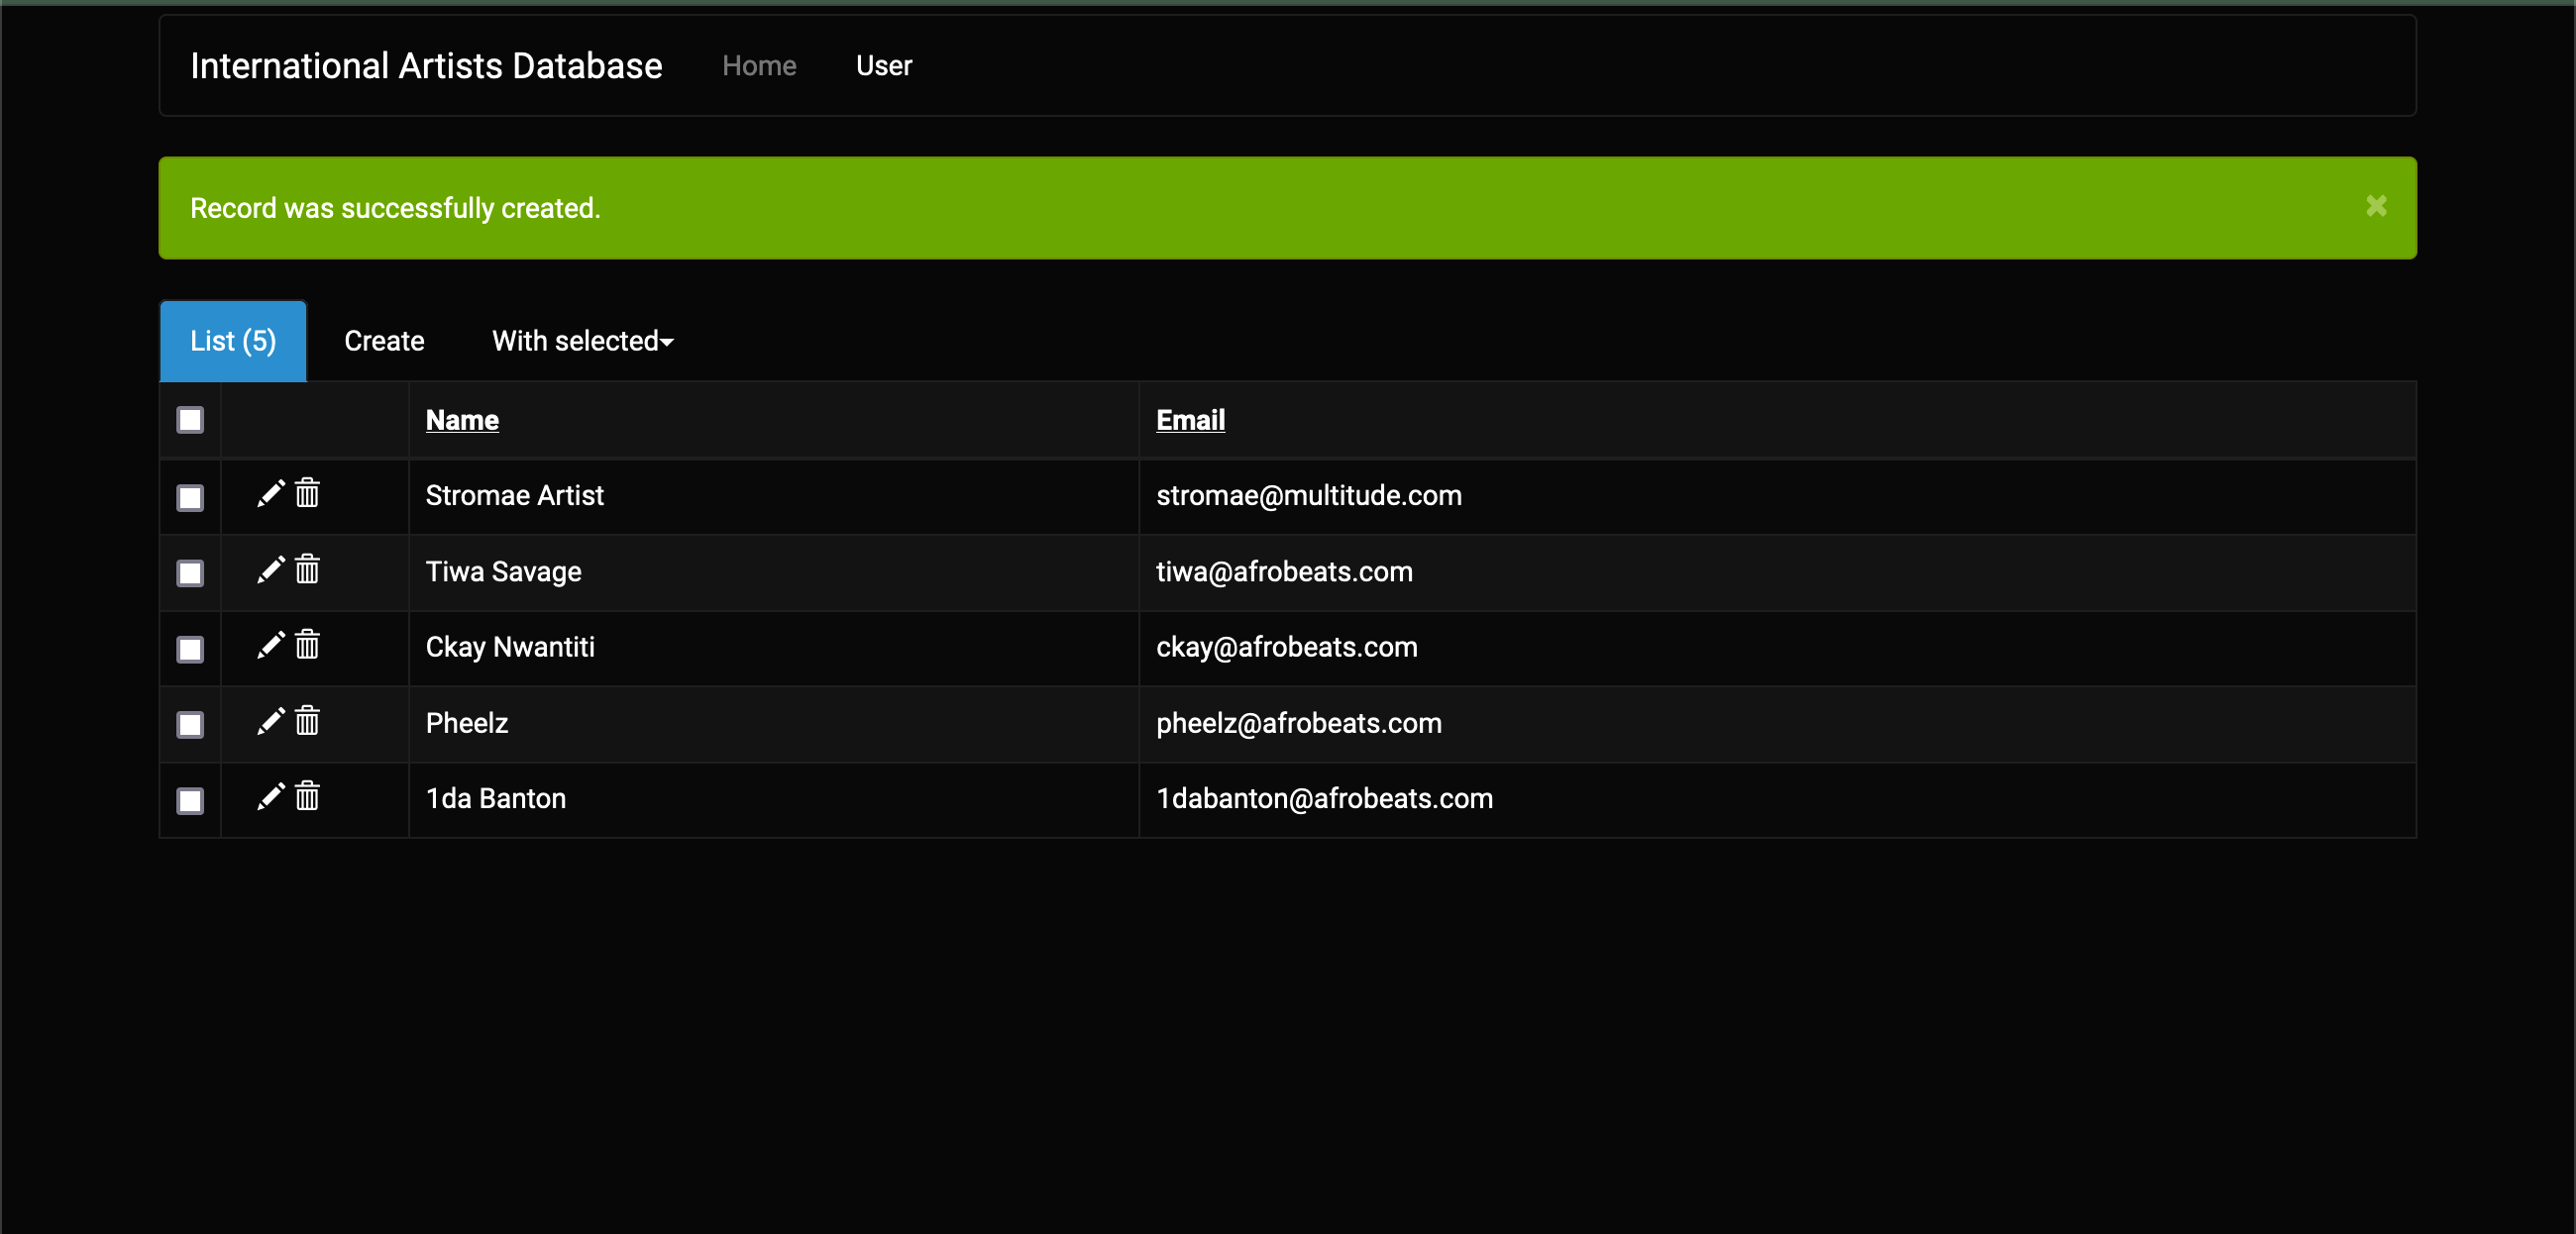 International Artists Database Home User
Record was successfully created. ×
List (5) Create With selected
Name Email
Stromae Artist stromae@multitude.com
Tiwa Savage tiwa@afrobeats.com
Ckay Nwantiti ckay@afrobeats.com
Pheelz pheelz@afrobeats.com
1da Banton 1dabanton@afrobeats.com